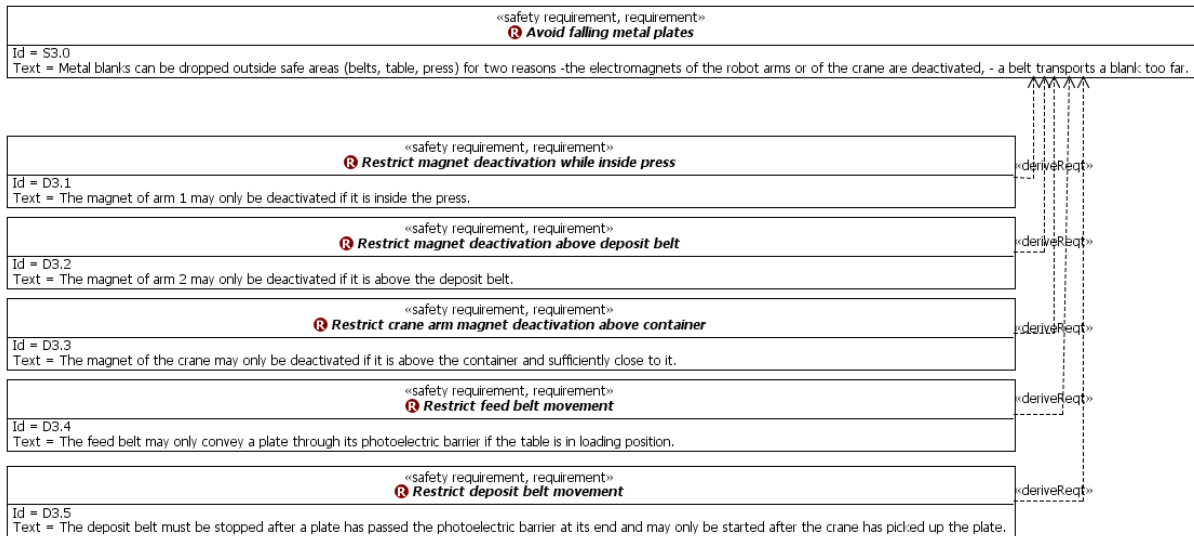 «safety requirement, requirement»
R Avoid falling metal plates
Id = S3.0
Text = Metal blanks can be dropped outside safe areas (belts, table, press) for two reasons -the electromagnets of the robot arms or of the crane are deactivated, - a belt transports a blank too far.
«safety requirement, requirement»
R Restrict magnet deactivation while inside press
«deriveReqt»
Id = D3.1
Text = The magnet of arm 1 may only be deactivated if it is inside the press.
«safety requirement, requirement»
R Restrict magnet deactivation above deposit belt
«deriveReqt»
Id = D3.2
Text = The magnet of arm 2 may only be deactivated if it is above the deposit belt.
«safety requirement, requirement»
R Restrict crane arm magnet deactivation above container
«deriveReqt»
Id = D3.3
Text = The magnet of the crane may only be deactivated if it is above the container and sufficiently close to it.
«safety requirement, requirement»
R Restrict feed belt movement
«deriveReqt»
Id = D3.4
Text = The feed belt may only convey a plate through its photoelectric barrier if the table is in loading position.
«safety requirement, requirement»
R Restrict deposit belt movement
«deriveReqt»
Id = D3.5
Text = The deposit belt must be stopped after a plate has passed the photoelectric barrier at its end and may only be started after the crane has picked up the plate.